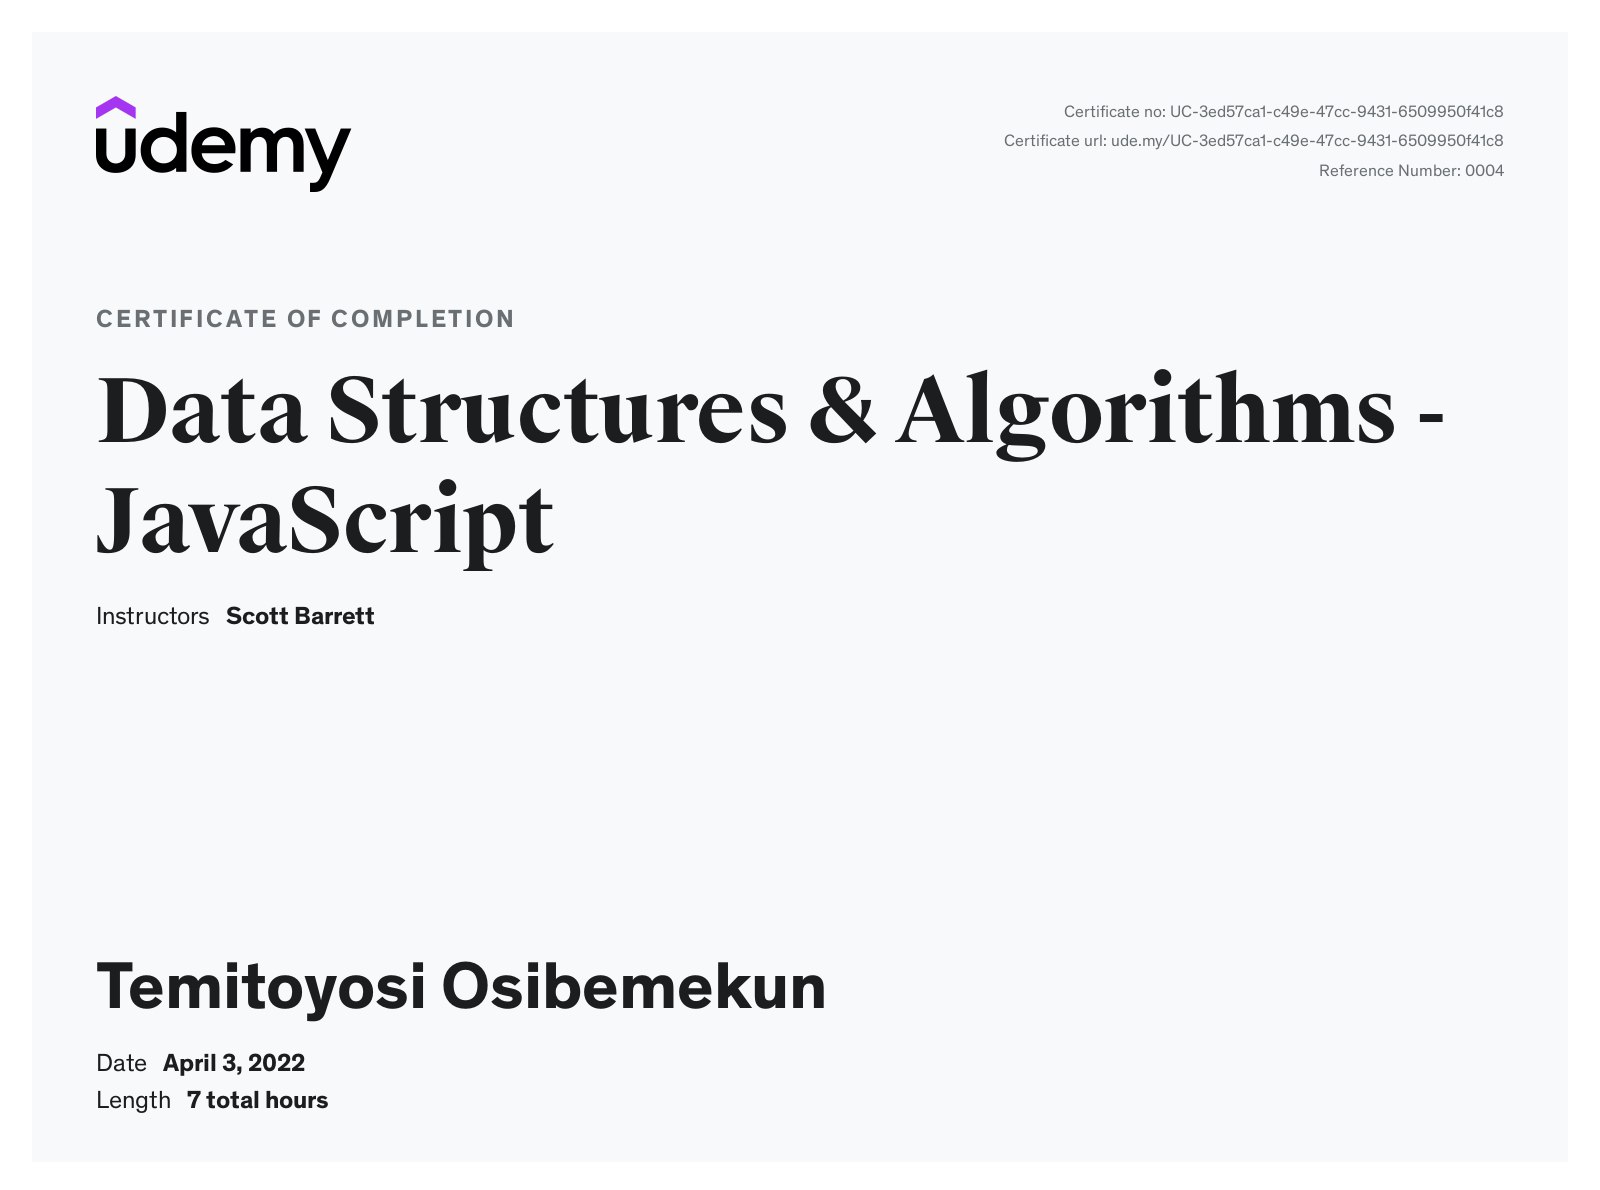 udemy
Certificate no: UC-3ed57ca1-c49e-47cc-9431-6509950f41c8
Certificate url: ude.my/UC-3ed57ca1-c49e-47cc-9431-6509950f41c8
Reference Number: 0004
CERTIFICATE OF COMPLETION
Data Structures & Algorithms -
JavaScript
Instructors Scott Barrett
Temitoyosi Osibemekun
Date April 3, 2022
Length 7 total hours